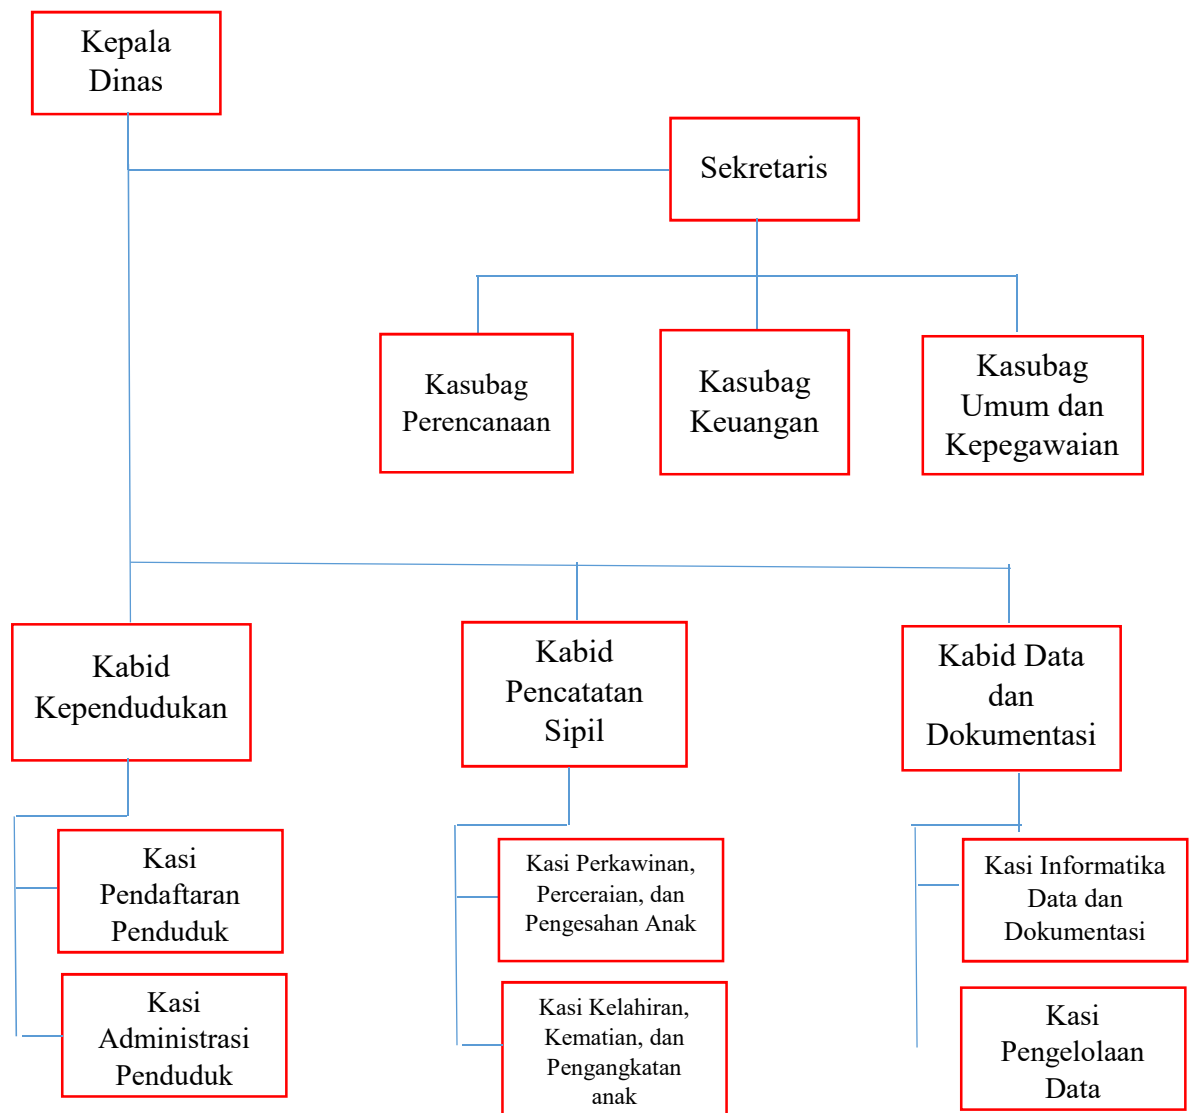 Kepala
Dinas
Sekretaris
Kasubag
Perencanaan
Kasubag
Keuangan
Kasubag
Umum dan
Kepegawaian
Kabid
Kependudukan
Kabid
Pencatatan
Sipil
Kabid Data
dan
Dokumentasi
Kasi
Pendaftaran
Penduduk
Kasi
Administrasi
Penduduk
Kasi Perkawinan,
Perceraian, dan
Pengesahan Anak
Kasi Kelahiran,
Kematian, dan
Pengangkatan
anak
Kasi Informatika
Data dan
Dokumentasi
Kasi
Pengelolaan
Data